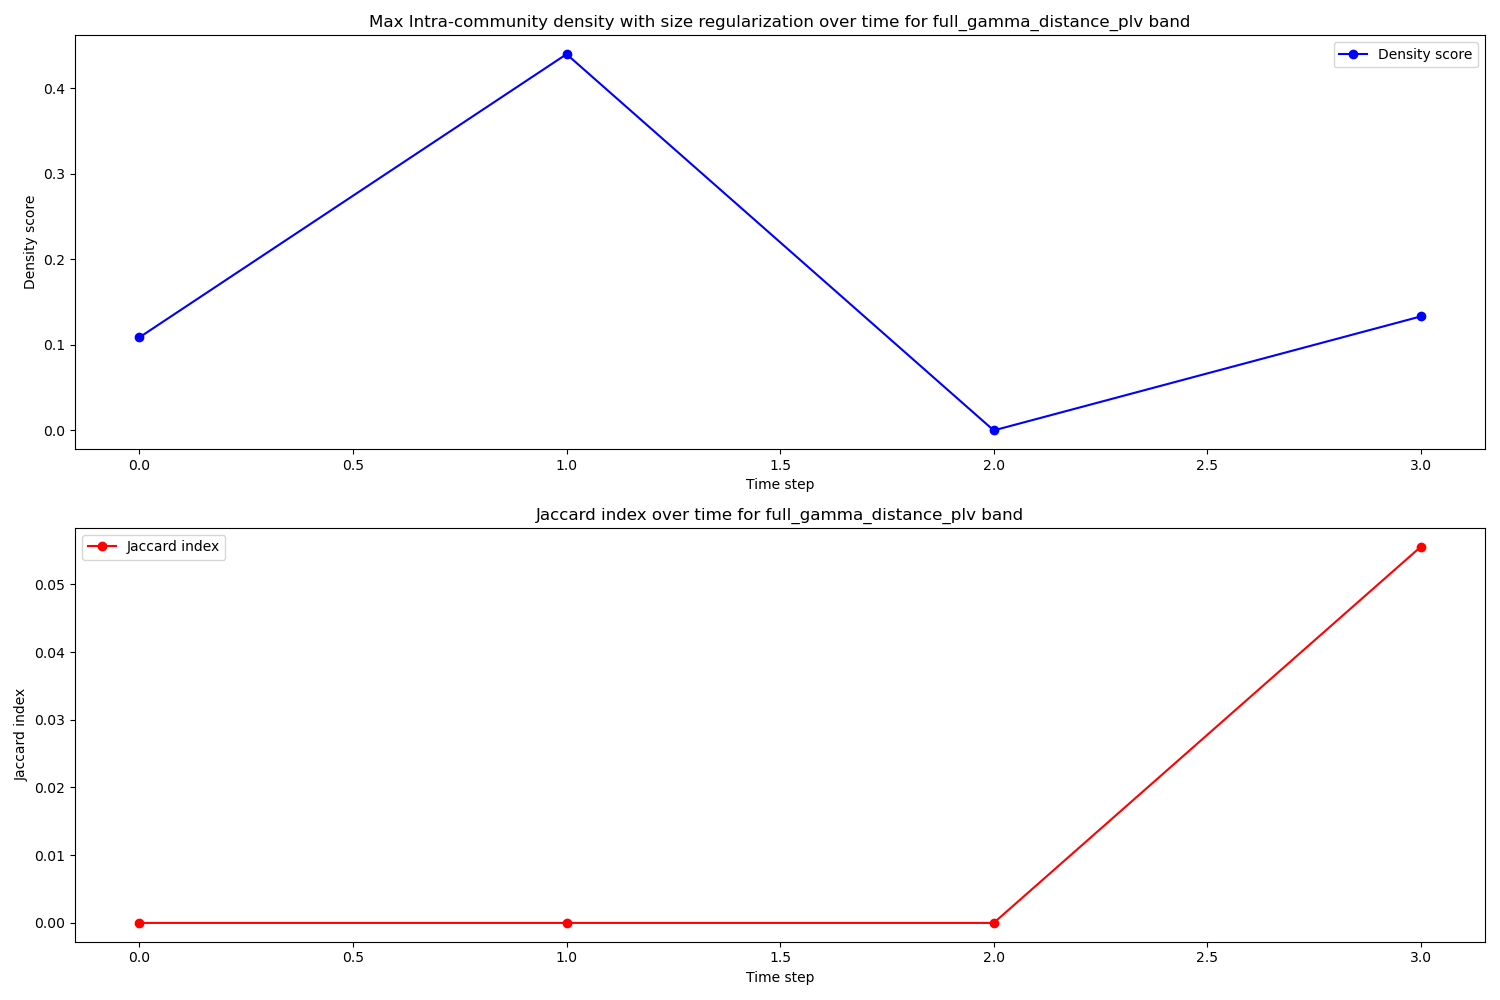 Max Intra-community density with size regularization over time for full_gamma_distance_plv band
Density score
0.4
0.3
0.2
0.1
0.0
Density score
0.0 0.5 1.0 1.5 2.0 2.5 3.0
Time step
Jaccard index over time for full_gamma_distance_plv band
Jaccard index
0.05
0.04
0.03
0.02
0.01
0.00
Jaccard index
0.0 0.5 1.0 1.5 2.0 2.5 3.0
Time step